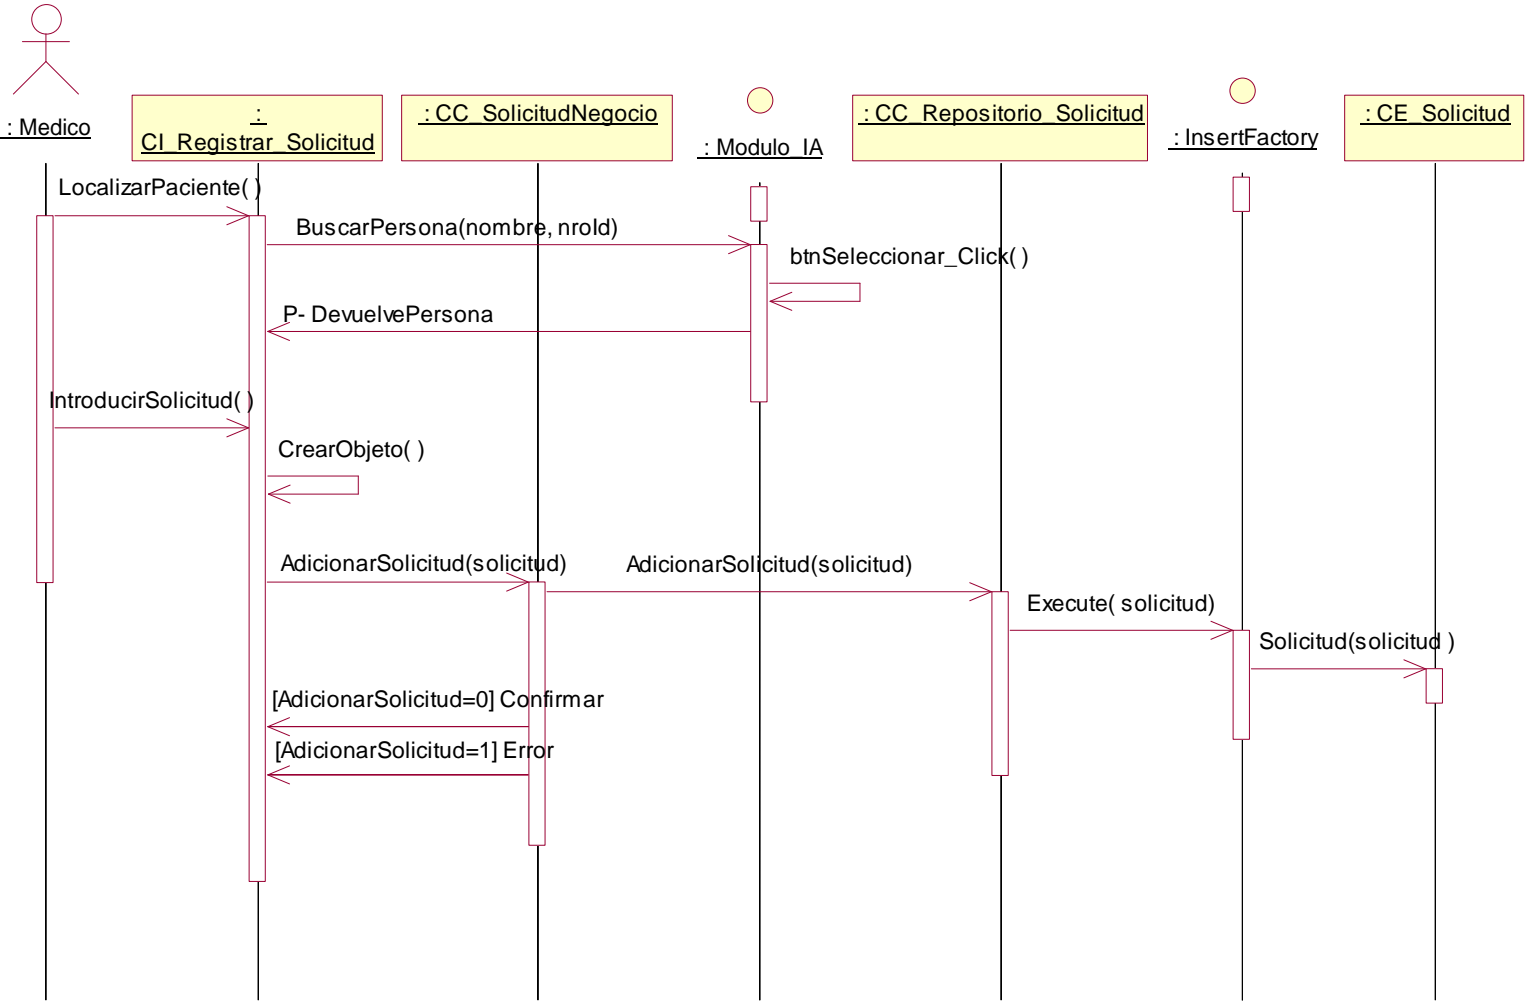 : Medico
:
CI_Registrar_Solicitud
: CC_SolicitudNegocio
: Modulo_IA
: CC_Repositorio_Solicitud
: InsertFactory
: CE_Solicitud
LocalizarPaciente( )
BuscarPersona(nombre, nroId)
btnSeleccionar_Click( )
P- DevuelvePersona
IntroducirSolicitud( )
CrearObjeto( )
AdicionarSolicitud(solicitud)
AdicionarSolicitud(solicitud)
Execute( solicitud)
Solicitud(solicitud )
[AdicionarSolicitud=0] Confirmar
[AdicionarSolicitud=1] Error